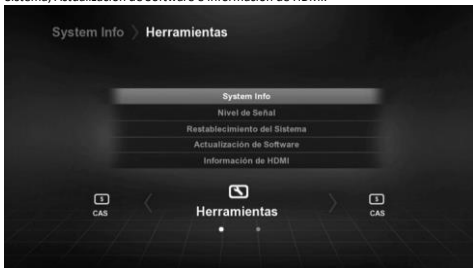 Sistema, Actualización de Software e Información de HDMI.
System Info > Herramientas
System Info
Nivel de Señal
Restablecimiento del Sistema
Actualización de Software
Información de HDMI
$ $
CAS Herramientas CAS